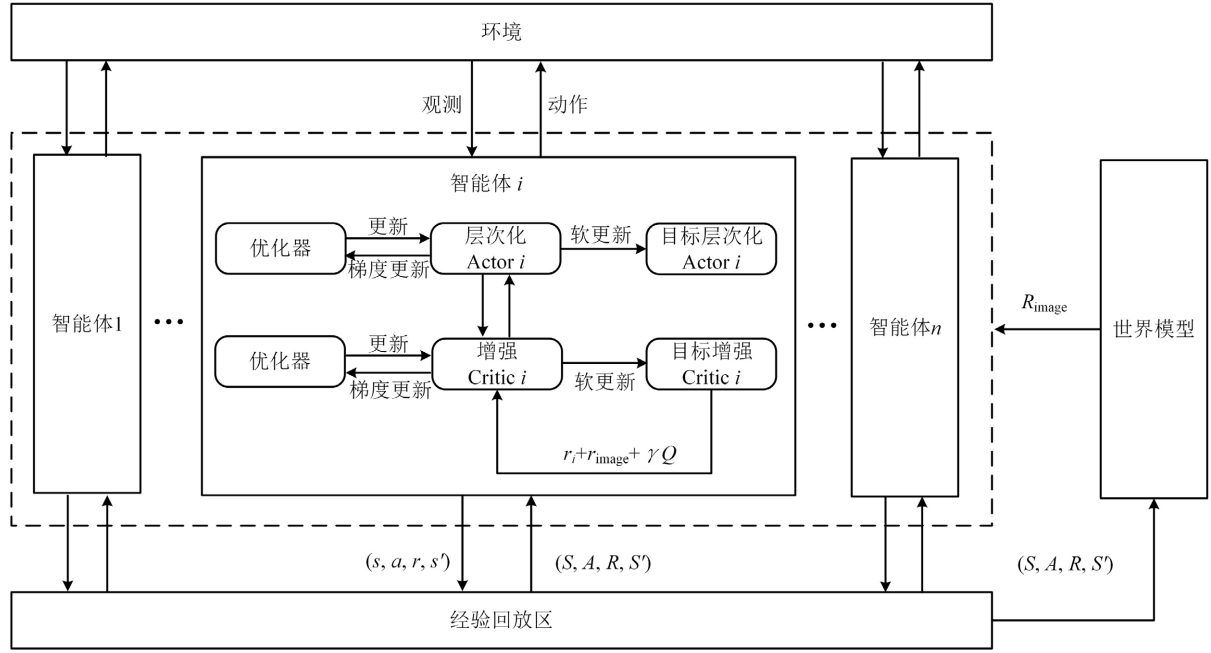 环境
观测
动作
智能体 i
优化器
更新
梯度更新
层次化
Actor i
软更新
目标层次化
Actor i
智能体1
...
优化器
更新
梯度更新
增强
Critic i
软更新
目标增强
Critic i
rᵢ+r_image+ γQ
...
智能体n
R_image
世界模型
(s, a, r, s′)
(S, A, R, S′)
(S, A, R, S′)
经验回放区